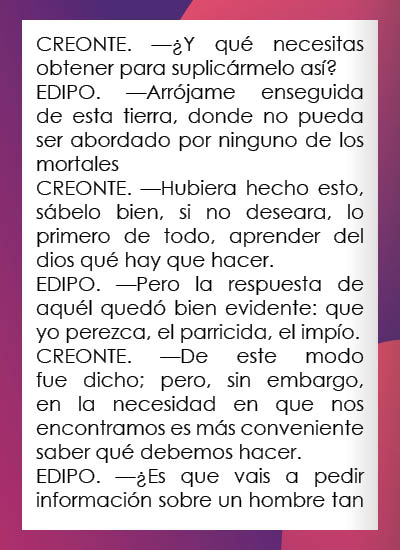 CREONTE. —¿Y qué necesitas
obtener para suplicármelo así?
EDIPO. —Arrójame enseguida
de esta tierra, donde no pueda
ser abordado por ninguno de los
mortales
CREONTE. —Hubiera hecho esto,
sábelo bien, si no deseara, lo
primero de todo, aprender del
dios qué hay que hacer.
EDIPO. —Pero la respuesta de
aquél quedó bien evidente: que
yo perezca, el parricida, el impío.
CREONTE. —De este modo
fue dicho; pero, sin embargo,
en la necesidad en que nos
encontramos es más conveniente
saber qué debemos hacer.
EDIPO. —¿Es que vais a pedir
información sobre un hombre tan